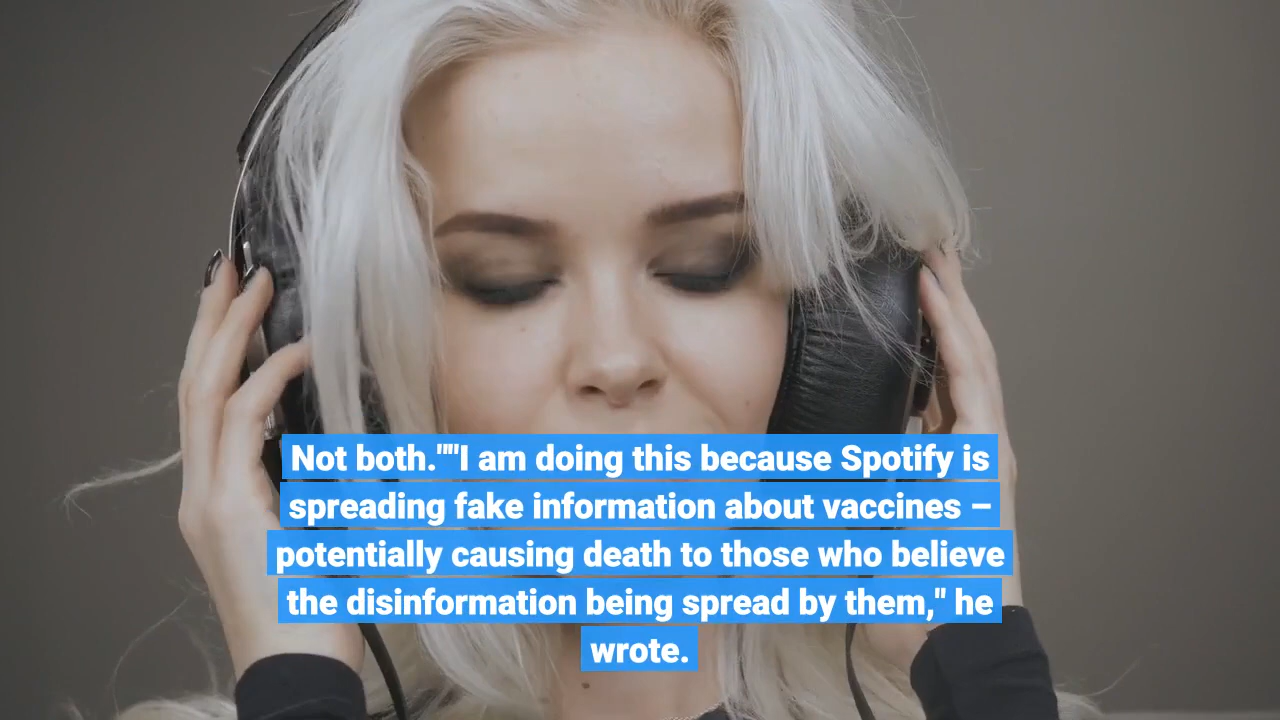 Not both.""I am doing this because Spotify is
spreading fake information about vaccines –
potentially causing death to those who believe
the disinformation being spread by them," he
wrote.